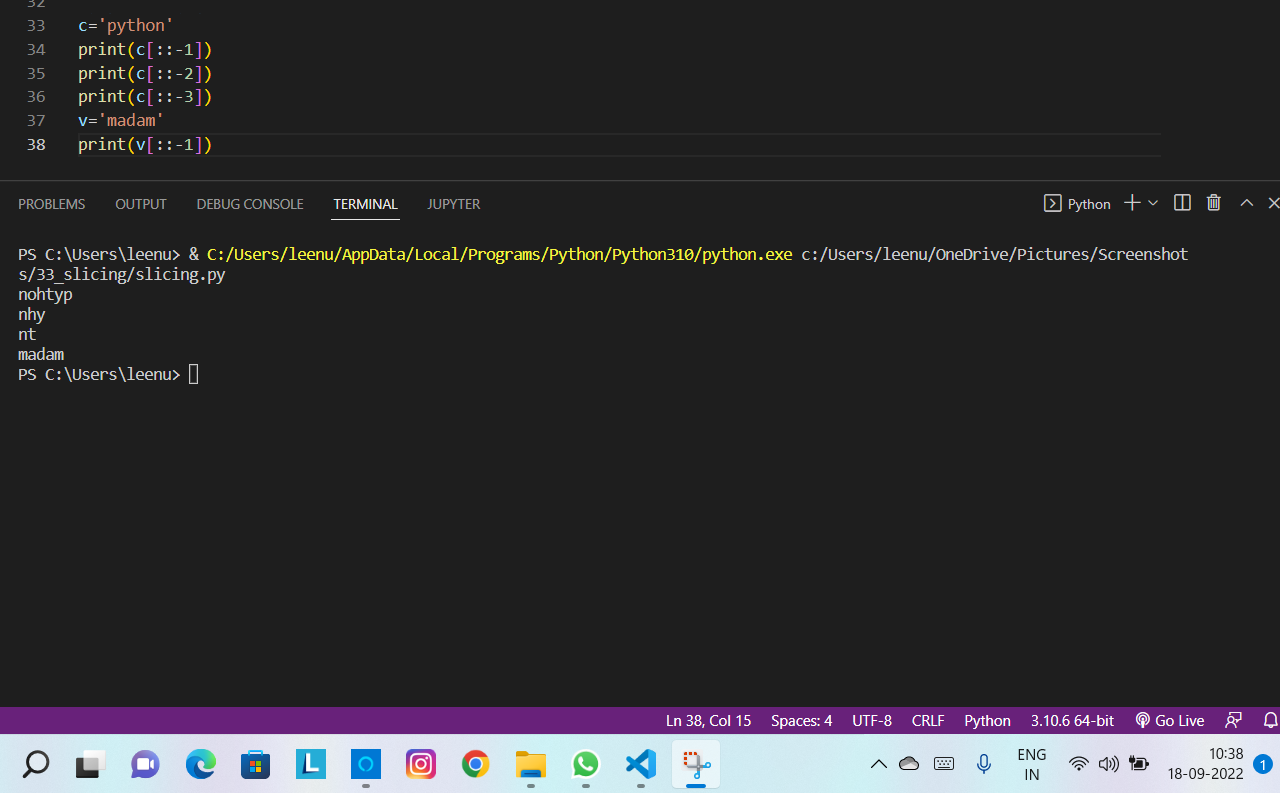 32
33 c='python'
34 print(c[::-1])
35 print(c[::-2])
36 print(c[::-3])
37 v='madam'
38 print(v[::-1])
PROBLEMS OUTPUT DEBUG CONSOLE TERMINAL JUPYTER Python
PS C:\Users\leenu> & C:/Users/leenu/AppData/Local/Programs/Python/Python310/python.exe c:/Users/leenu/OneDrive/Pictures/Screenshot
s/33_slicing/slicing.py
nohtyp
nhy
nt
madam
PS C:\Users\leenu>
Ln 38, Col 15 Spaces: 4 UTF-8 CRLF Python 3.10.6 64-bit Go Live
L ENG 10:38
IN 18-09-2022 1